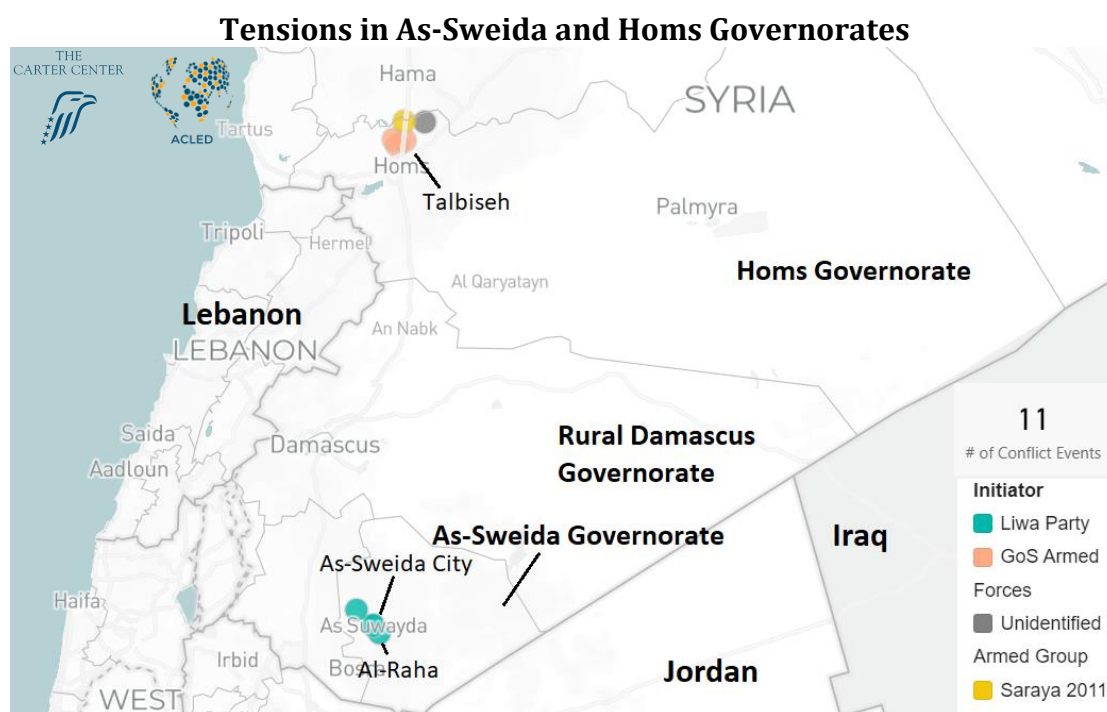 Tensions in As-Sweida and Homs Governorates
THE
CARTER CENTER
ACLED
Hama
SYRIA
Tartus
Homs
Talbiseh
Palmyra
Tripoli
Hermel
Homs Governorate
Al Qaryatayn
Lebanon
An Nabk
LEBANON
11
# of Conflict Events
Saida
Damascus
Rural Damascus
Governorate
Aadloun
Initiator
Liwa Party
As-Sweida Governorate
Iraq
GoS Armed
Forces
As-Sweida City
Haifa
As Suwayda
Unidentified
Armed Group
Irbid
Al-Raha
Jordan
Saraya 2011
WEST